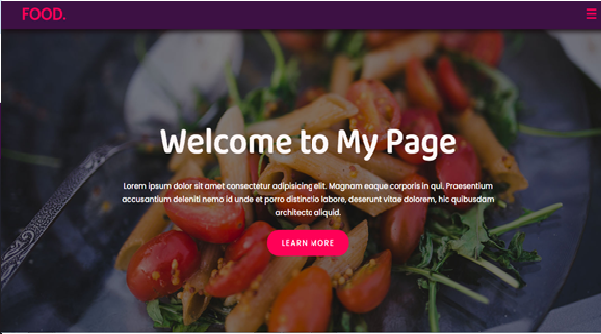 FOOD.
Welcome to My Page
Lorem ipsum dolor sit amet consectetur adipisicing elit. Magnam eaque corporis in qui. Praesentium
accusantium deleniti nemo id unde et porro distinctio labore, deserunt vitae dolorem, hic quibusdam
architecto aliquid.
LEARN MORE